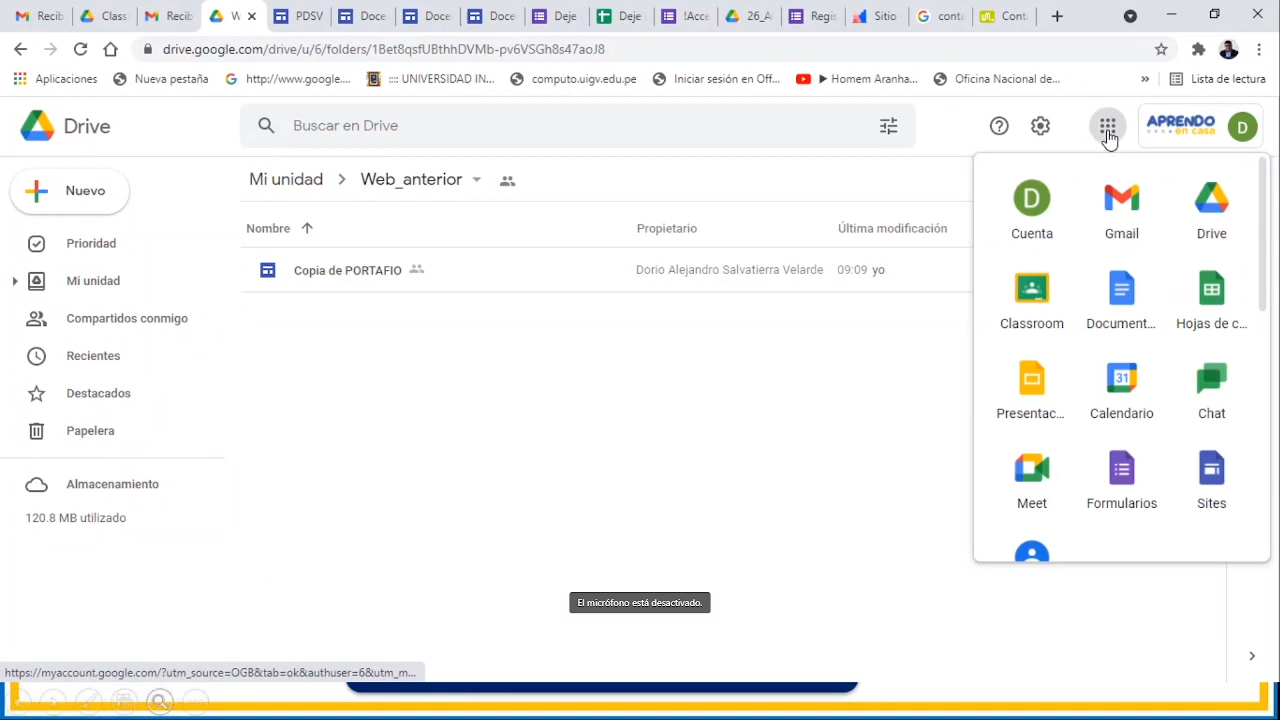 Recib
Class
Recib
W
PDSV
Doce
Doce
Doce
Deje
Deje
!Acce
26_A
Regis
Sitio
conta
Cont
drive.google.com/drive/u/6/folders/1Bet8qsfUBthhDVMb-pv6VSGh8s47aoJ8
Aplicaciones
Nueva pestaña
http://www.google....
:::: UNIVERSIDAD IN...
computo.uigv.edu.pe
Iniciar sesión en Off...
▶ Homem Aranha...
Oficina Nacional de...
»
Lista de lectura
Drive
Buscar en Drive
APRENDO
en casa
D
Nuevo
Mi unidad > Web_anterior
Nombre
Propietario
Última modificación
Copia de PORTAFIO
Dorio Alejandro Salvatierra Velarde
09:09 yo
Prioridad
Mi unidad
Compartidos conmigo
Recientes
Destacados
Papelera
Almacenamiento
120.8 MB utilizado
D
Cuenta
Gmail
Drive
Classroom
Document...
Hojas de c...
Presentac...
31
Calendario
Chat
Meet
Formularios
Sites
El micrófono está desactivado.
https://myaccount.google.com/?utm_source=OGB&tab=ok&authuser=6&utm_m...